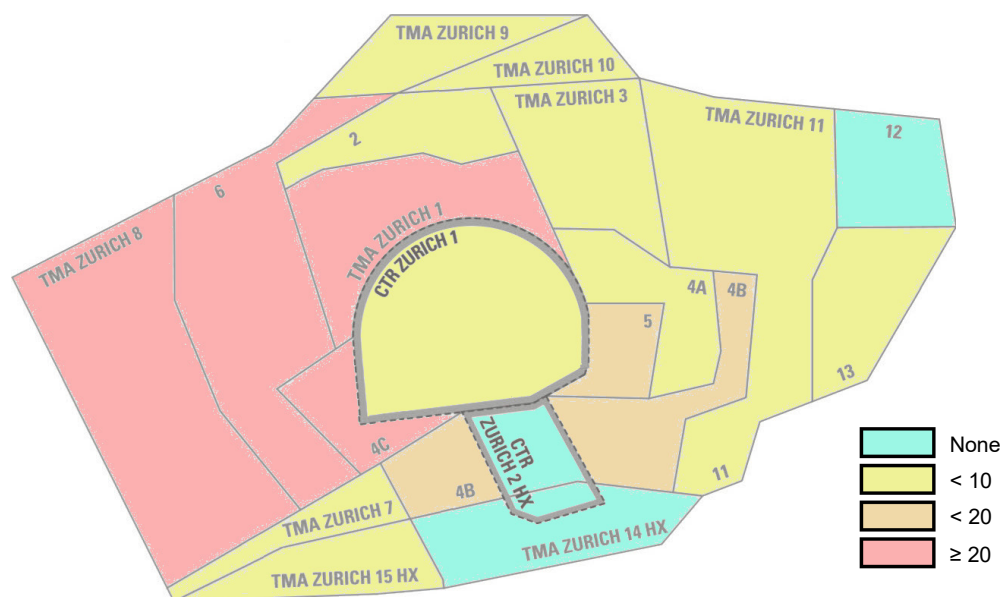 TMA ZURICH 9
TMA ZURICH 10
TMA ZURICH 3
TMA ZURICH 11
12
2
6
TMA ZURICH 8
TMA ZURICH 1
CTR ZURICH 1
4A
4B
5
13
4C
CTR
ZURICH 2 HX
11
4B
TMA ZURICH 7
TMA ZURICH 14 HX
TMA ZURICH 15 HX
None
< 10
< 20
≥ 20